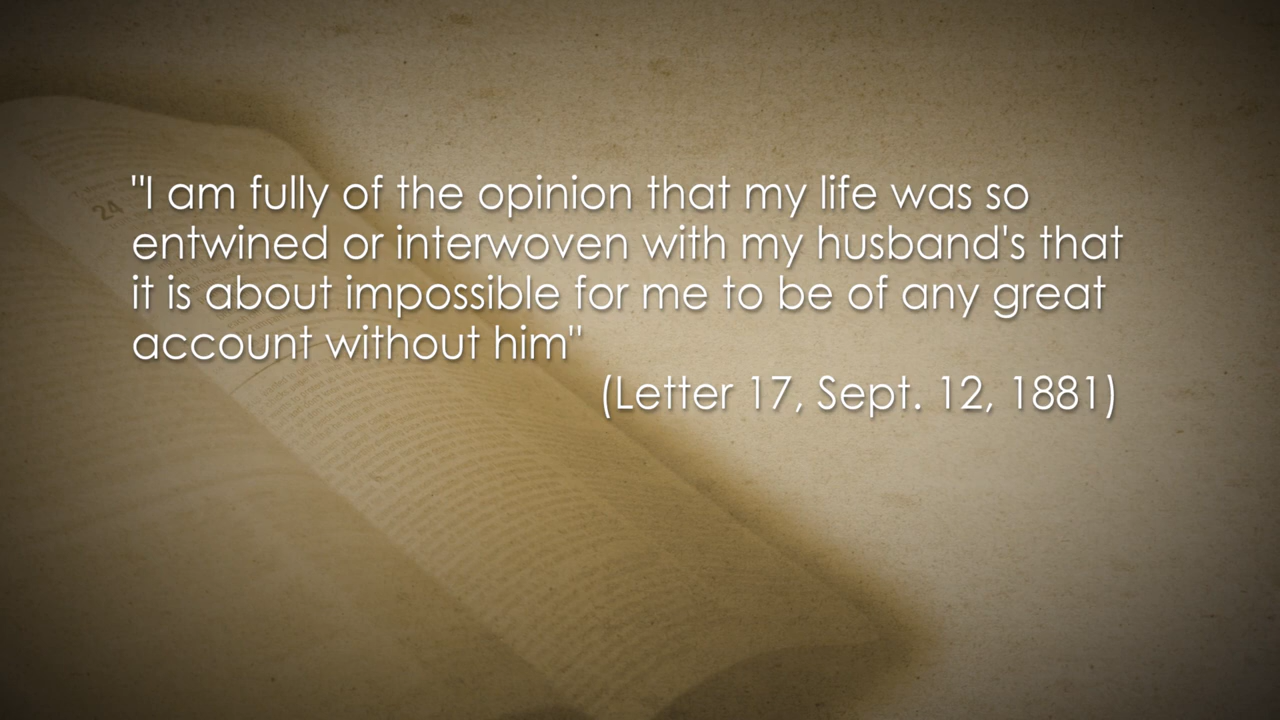 "I am fully of the opinion that my life was so
entwined or interwoven with my husband's that
it is about impossible for me to be of any great
account without him"
(Letter 17, Sept. 12, 1881)
24